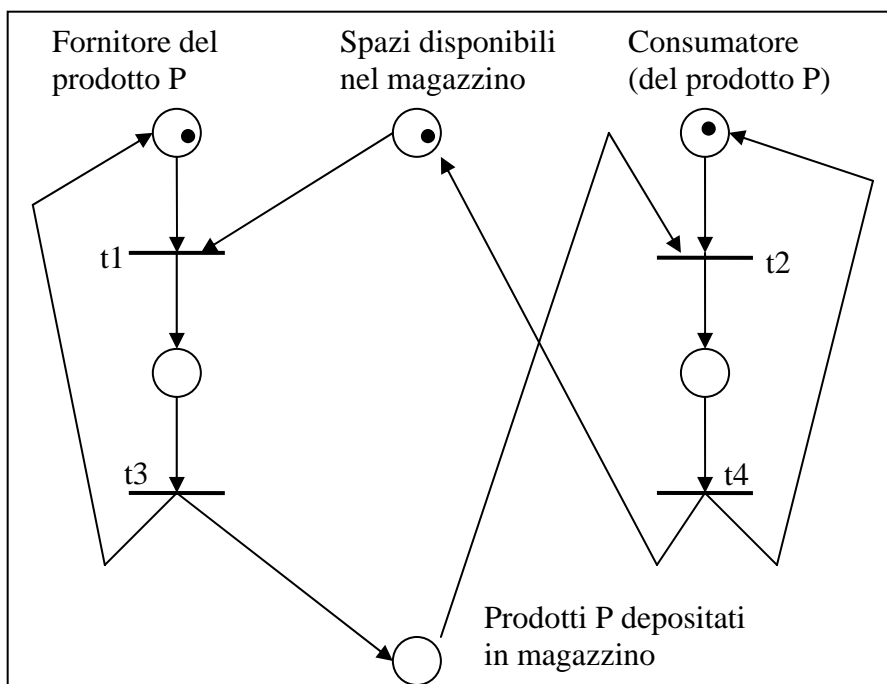 Fornitore del
prodotto P
Spazi disponibili
nel magazzino
Consumatore
(del prodotto P)
t1
t2
t3
t4
Prodotti P depositati
in magazzino